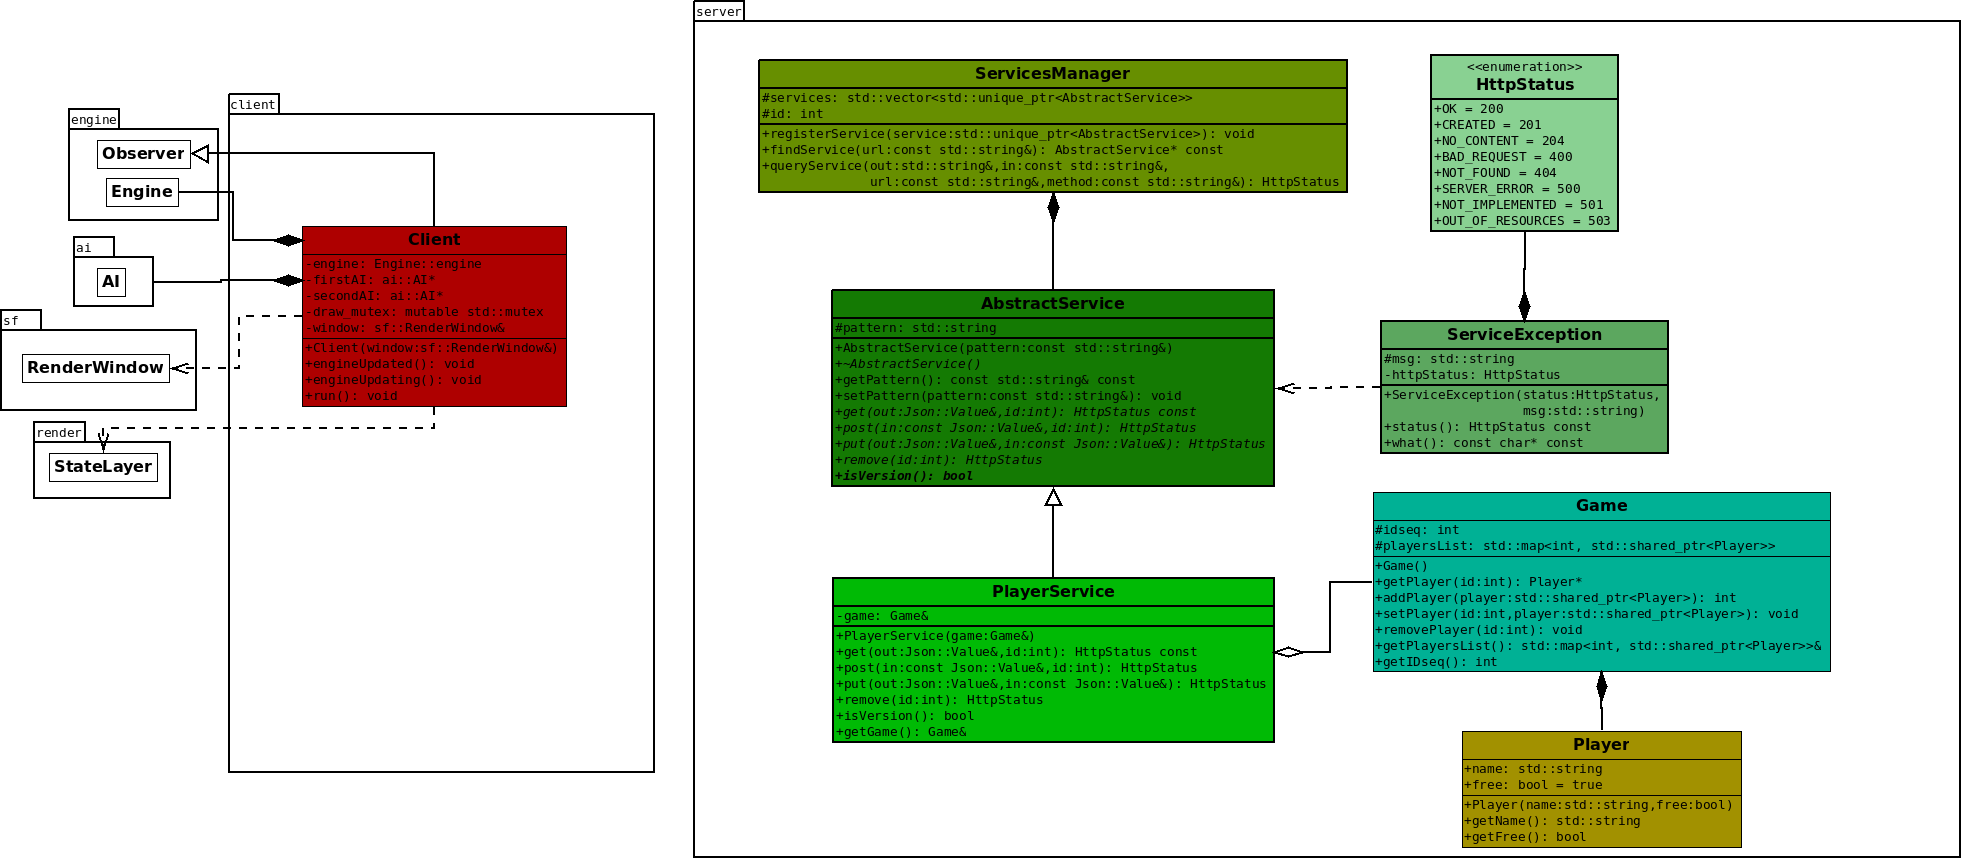 engine
Observer
Engine
ai
AI
sf
RenderWindow
render
StateLayer
client
Client
-engine: Engine::engine
-firstAI: ai::AI*
-secondAI: ai::AI*
-draw_mutex: mutable std::mutex
-window: sf::RenderWindow&
+Client(window:sf::RenderWindow&)
+engineUpdated(): void
+engineUpdating(): void
+run(): void
server
ServicesManager
#services: std::vector<std::unique_ptr<AbstractService>>
#id: int
+registerService(service:std::unique_ptr<AbstractService>): void
+findService(url:const std::string&): AbstractService* const
+queryService(out:std::string&,in:const std::string&,
url:const std::string&,method:const std::string&): HttpStatus
<<enumeration>>
HttpStatus
+OK = 200
+CREATED = 201
+NO_CONTENT = 204
+BAD_REQUEST = 400
+NOT_FOUND = 404
+SERVER_ERROR = 500
+NOT_IMPLEMENTED = 501
+OUT_OF_RESOURCES = 503
AbstractService
#pattern: std::string
+AbstractService(pattern:const std::string&)
+~AbstractService()
+getPattern(): const std::string& const
+setPattern(pattern:const std::string&): void
+get(out:Json::Value&,id:int): HttpStatus const
+post(in:const Json::Value&,id:int): HttpStatus
+put(out:Json::Value&,in:const Json::Value&): HttpStatus
+remove(id:int): HttpStatus
+isVersion(): bool
ServiceException
#msg: std::string
-httpStatus: HttpStatus
+ServiceException(status:HttpStatus,
msg:std::string)
+status(): HttpStatus const
+what(): const char* const
PlayerService
-game: Game&
+PlayerService(game:Game&)
+get(out:Json::Value&,id:int): HttpStatus const
+post(in:const Json::Value&,id:int): HttpStatus
+put(out:Json::Value&,in:const Json::Value&): HttpStatus
+remove(id:int): HttpStatus
+isVersion(): bool
+getGame(): Game&
Game
#idseq: int
#playersList: std::map<int, std::shared_ptr<Player>>
+Game()
+getPlayer(id:int): Player*
+addPlayer(player:std::shared_ptr<Player>): int
+setPlayer(id:int,player:std::shared_ptr<Player>): void
+removePlayer(id:int): void
+getPlayersList(): std::map<int, std::shared_ptr<Player>>&
+getIDseq(): int
Player
+name: std::string
+free: bool = true
+Player(name:std::string,free:bool)
+getName(): std::string
+getFree(): bool